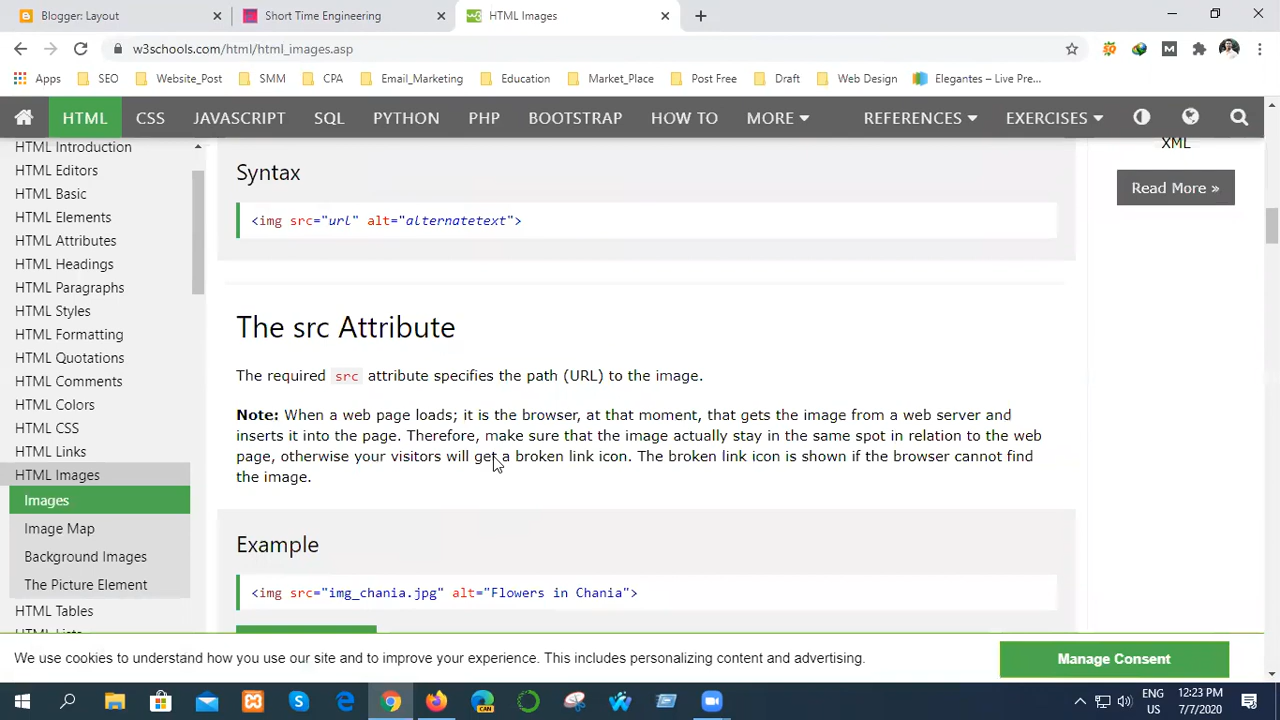 Blogger: Layout
Short Time Engineering
HTML Images
w3schools.com/html/html_images.asp
Apps SEO Website_Post SMM CPA Email_Marketing Education Market_Place Post Free Draft Web Design Elegantes – Live Pre...
HTML CSS JAVASCRIPT SQL PYTHON PHP BOOTSTRAP HOW TO MORE REFERENCES EXERCISES
HTML Introduction
HTML Editors
HTML Basic
HTML Elements
HTML Attributes
HTML Headings
HTML Paragraphs
HTML Styles
HTML Formatting
HTML Quotations
HTML Comments
HTML Colors
HTML CSS
HTML Links
HTML Images
Images
Image Map
Background Images
The Picture Element
HTML Tables
HTML Lists
Syntax
<img src="url" alt="alternatetext">
The src Attribute
The required src attribute specifies the path (URL) to the image.
Note: When a web page loads; it is the browser, at that moment, that gets the image from a web server and
inserts it into the page. Therefore, make sure that the image actually stay in the same spot in relation to the web
page, otherwise your visitors will get a broken link icon. The broken link icon is shown if the browser cannot find
the image.
Example
<img src="img_chania.jpg" alt="Flowers in Chania">
XML
Read More »
We use cookies to understand how you use our site and to improve your experience. This includes personalizing content and advertising.
Manage Consent
ENG
US
12:23 PM
7/7/2020